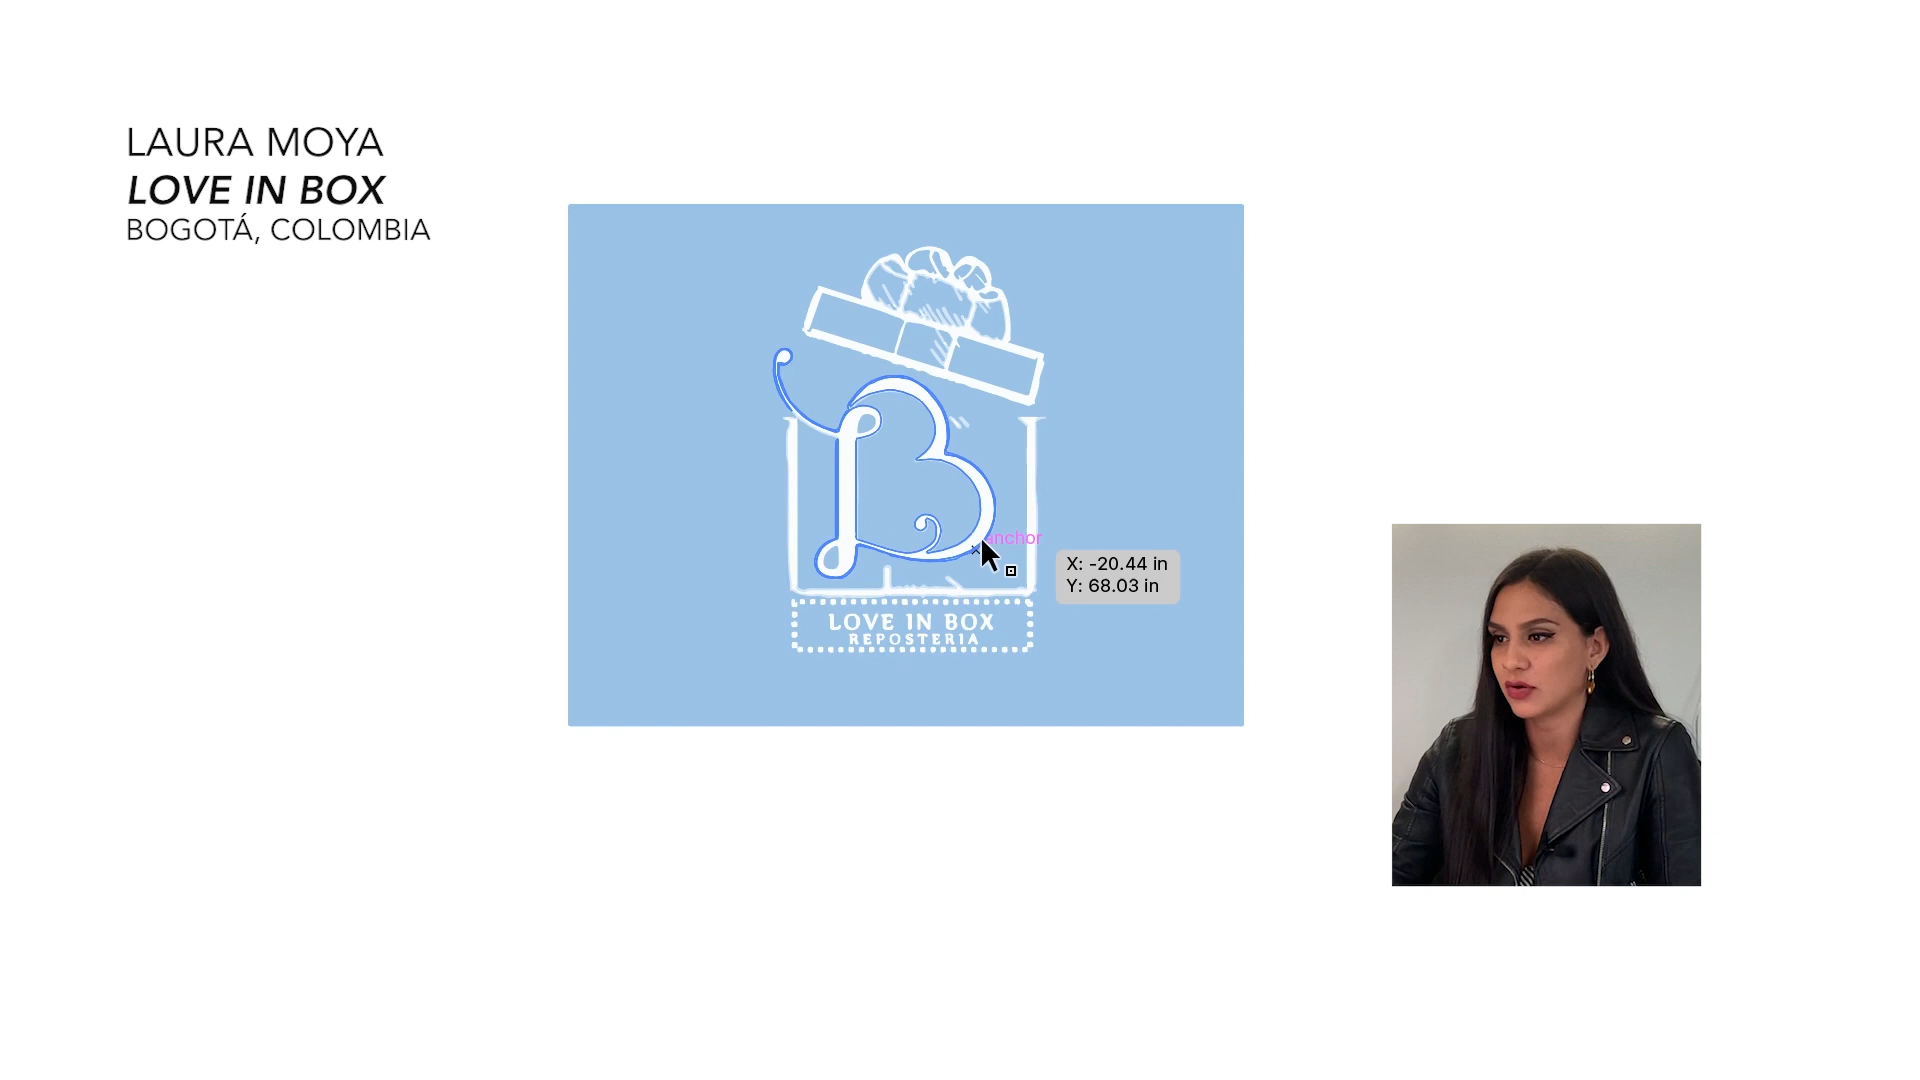 LAURA MOYA
LOVE IN BOX
BOGOTÁ, COLOMBIA
B
anchor
X: -20.44 in
Y: 68.03 in
LOVE IN BOX
REPOSTERIA